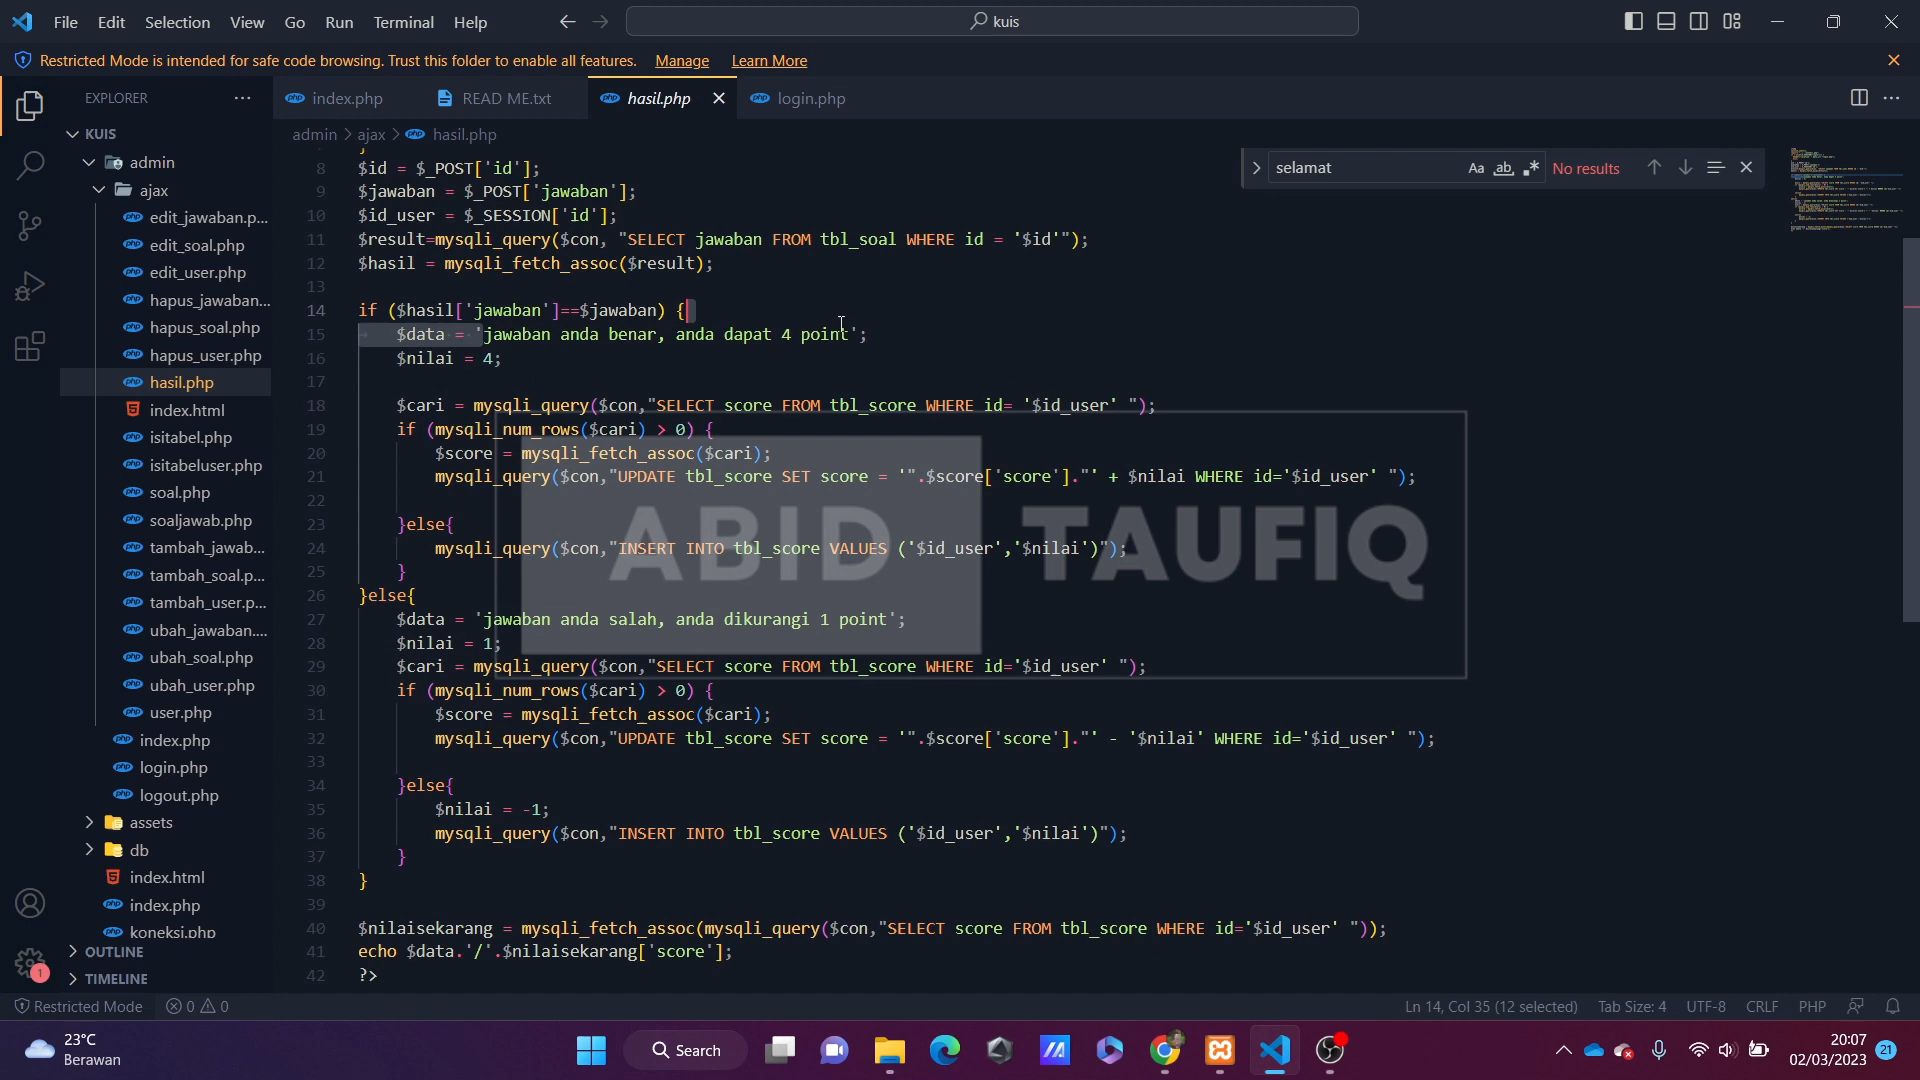 File Edit Selection View Go Run Terminal Help
kuis
Restricted Mode is intended for safe code browsing. Trust this folder to enable all features. Manage Learn More
EXPLORER
index.php
READ ME.txt
hasil.php
login.php
KUIS
admin > ajax > hasil.php
selamat
Aa
ab
No results
admin
ajax
edit_jawaban.p...
edit_soal.php
edit_user.php
hapus_jawaban...
hapus_soal.php
hapus_user.php
hasil.php
index.html
isitabel.php
isitabeluser.php
soal.php
soaljawab.php
tambah_jawab...
tambah_soal.p...
tambah_user.p...
ubah_jawaban....
ubah_soal.php
ubah_user.php
user.php
index.php
login.php
logout.php
assets
db
index.html
index.php
koneksi.php
OUTLINE
TIMELINE
8 $id = $_POST['id'];
9 $jawaban = $_POST['jawaban'];
10 $id_user = $_SESSION['id'];
11 $result=mysqli_query($con, "SELECT jawaban FROM tbl_soal WHERE id = '$id'");
12 $hasil = mysqli_fetch_assoc($result);
13
14 if ($hasil['jawaban']==$jawaban) {
15 $data = 'jawaban anda benar, anda dapat 4 point';
16 $nilai = 4;
17
18 $cari = mysqli_query($con,"SELECT score FROM tbl_score WHERE id= '$id_user' ");
19 if (mysqli_num_rows($cari) > 0) {
20 $score = mysqli_fetch_assoc($cari);
21 mysqli_query($con,"UPDATE tbl_score SET score = '".$score['score']."' + $nilai WHERE id='$id_user' ");
22
23 }else{
24 mysqli_query($con,"INSERT INTO tbl_score VALUES ('$id_user','$nilai')");
25 }
26 }else{
27 $data = 'jawaban anda salah, anda dikurangi 1 point';
28 $nilai = 1;
29 $cari = mysqli_query($con,"SELECT score FROM tbl_score WHERE id='$id_user' ");
30 if (mysqli_num_rows($cari) > 0) {
31 $score = mysqli_fetch_assoc($cari);
32 mysqli_query($con,"UPDATE tbl_score SET score = '".$score['score']."' - '$nilai' WHERE id='$id_user' ");
33
34 }else{
35 $nilai = -1;
36 mysqli_query($con,"INSERT INTO tbl_score VALUES ('$id_user','$nilai')");
37 }
38 }
39
40 $nilaisekarang = mysqli_fetch_assoc(mysqli_query($con,"SELECT score FROM tbl_score WHERE id='$id_user' "));
41 echo $data.'/'.$nilaisekarang['score'];
42 ?>
ABID TAUFIQ
1
Restricted Mode 0 0
Ln 14, Col 35 (12 selected) Tab Size: 4 UTF-8 CRLF PHP
23°C
Berawan
Search
20:07
02/03/2023
21